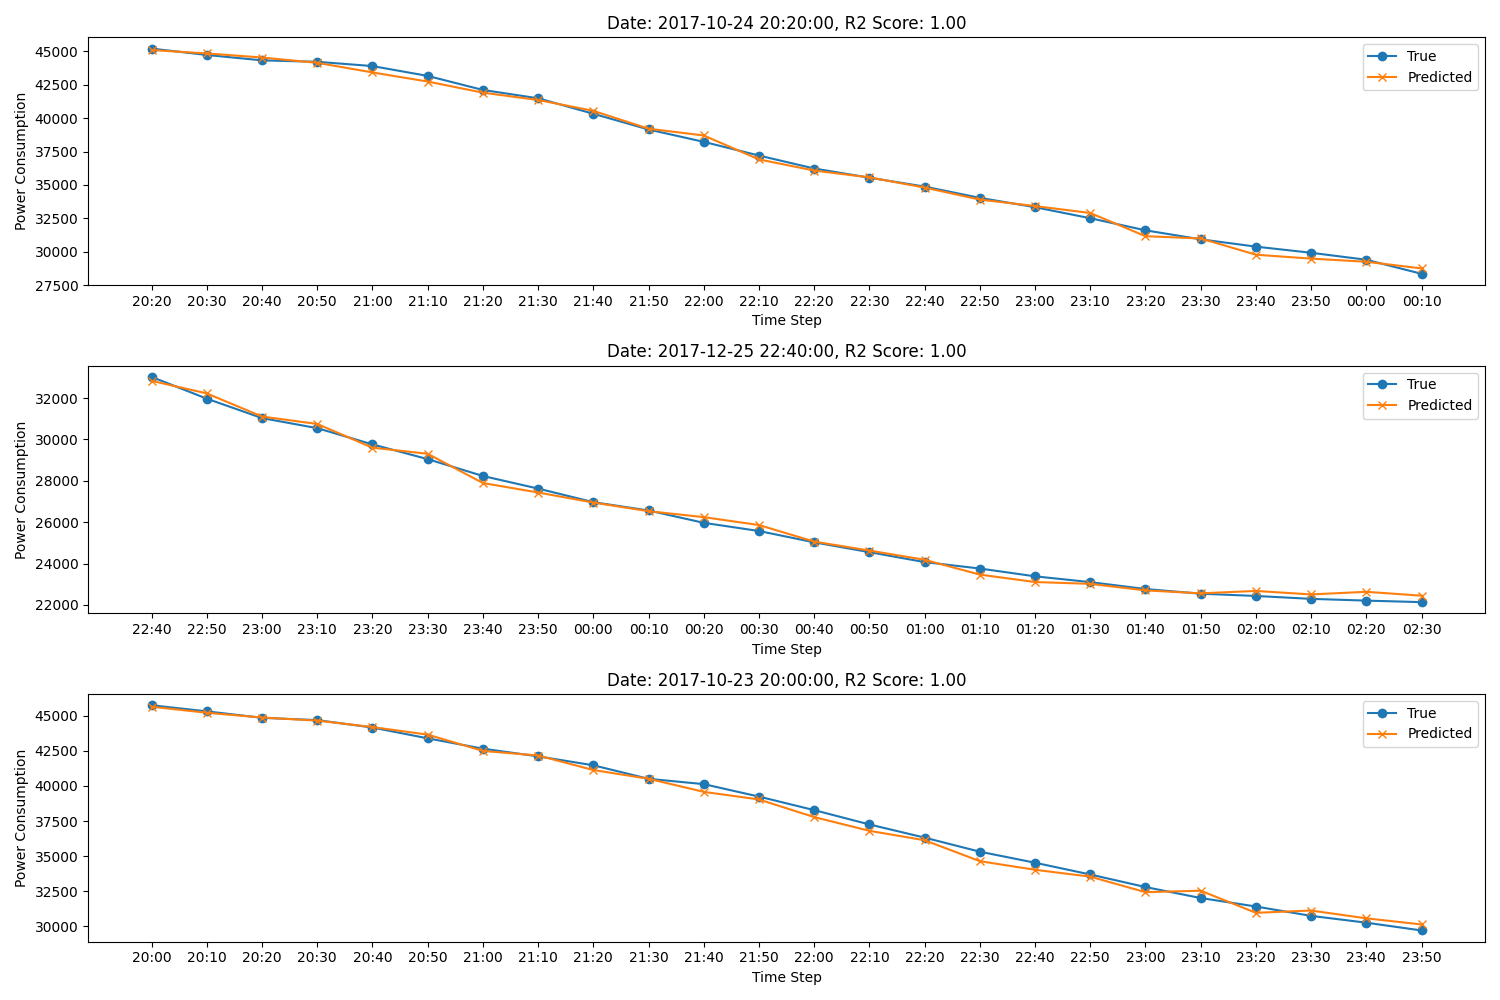 Date: 2017-10-24 20:20:00, R2 Score: 1.00
True
Predicted
Power Consumption
45000
42500
40000
37500
35000
32500
30000
27500
20:20 20:30 20:40 20:50 21:00 21:10 21:20 21:30 21:40 21:50 22:00 22:10 22:20 22:30 22:40 22:50 23:00 23:10 23:20 23:30 23:40 23:50 00:00 00:10
Time Step
Date: 2017-12-25 22:40:00, R2 Score: 1.00
True
Predicted
Power Consumption
32000
30000
28000
26000
24000
22000
22:40 22:50 23:00 23:10 23:20 23:30 23:40 23:50 00:00 00:10 00:20 00:30 00:40 00:50 01:00 01:10 01:20 01:30 01:40 01:50 02:00 02:10 02:20 02:30
Time Step
Date: 2017-10-23 20:00:00, R2 Score: 1.00
True
Predicted
Power Consumption
45000
42500
40000
37500
35000
32500
30000
20:00 20:10 20:20 20:30 20:40 20:50 21:00 21:10 21:20 21:30 21:40 21:50 22:00 22:10 22:20 22:30 22:40 22:50 23:00 23:10 23:20 23:30 23:40 23:50
Time Step